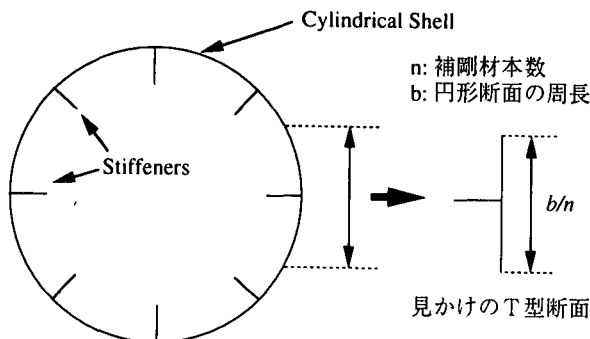 Cylindrical Shell
n: 補剛材本数
b: 円形断面の周長
Stiffeners
b/n
見かけのT型断面